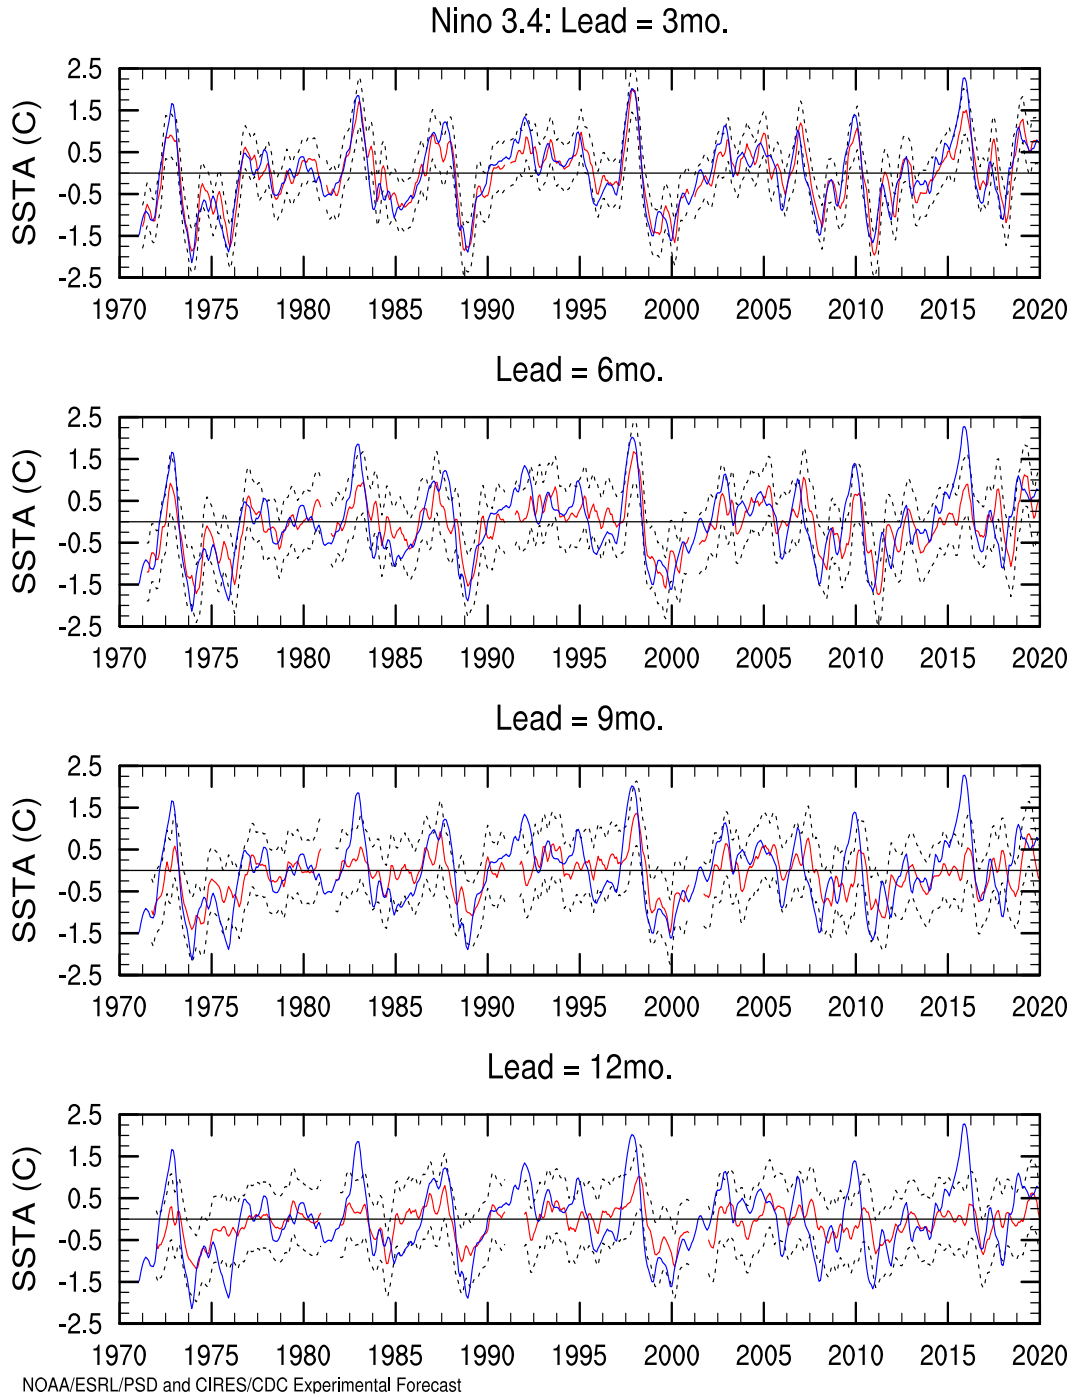 Nino 3.4: Lead = 3mo.
SSTA (C)
2.5
1.5
0.5
-0.5
-1.5
-2.5
1970 1975 1980 1985 1990 1995 2000 2005 2010 2015 2020
Lead = 6mo.
SSTA (C)
2.5
1.5
0.5
-0.5
-1.5
-2.5
1970 1975 1980 1985 1990 1995 2000 2005 2010 2015 2020
Lead = 9mo.
SSTA (C)
2.5
1.5
0.5
-0.5
-1.5
-2.5
1970 1975 1980 1985 1990 1995 2000 2005 2010 2015 2020
Lead = 12mo.
SSTA (C)
2.5
1.5
0.5
-0.5
-1.5
-2.5
1970 1975 1980 1985 1990 1995 2000 2005 2010 2015 2020
NOAA/ESRL/PSD and CIRES/CDC Experimental Forecast